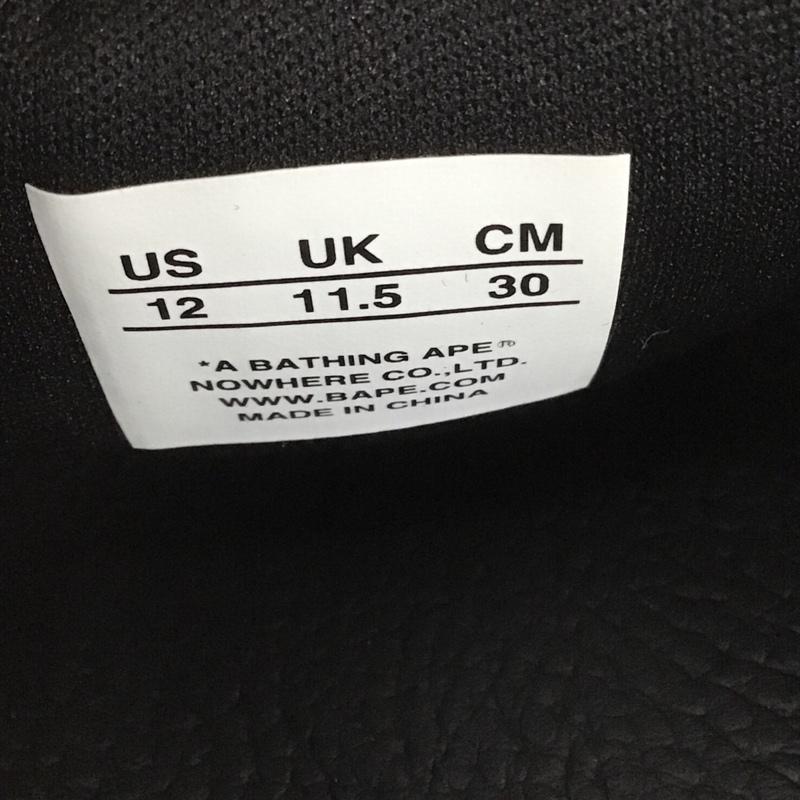 US UK CM
12 11.5 30
*A BATHING APE®
NOWHERE CO.,LTD.
WWW.BAPE.COM
MADE IN CHINA